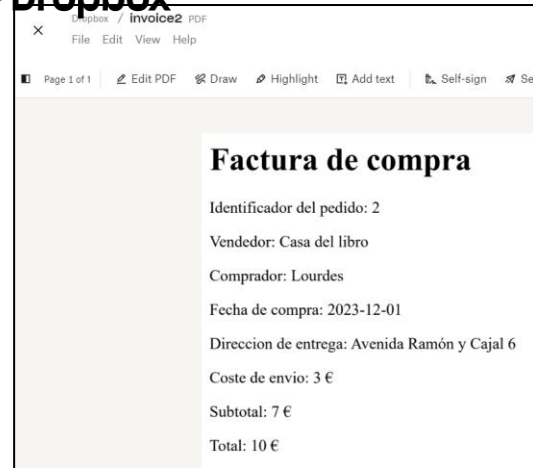 Dropbox
Dropbox / invoice2 PDF
File Edit View Help
Page 1 of 1 Edit PDF Draw Highlight Add text Self-sign
Factura de compra
Identificador del pedido: 2
Vendedor: Casa del libro
Comprador: Lourdes
Fecha de compra: 2023-12-01
Direccion de entrega: Avenida Ramón y Cajal 6
Coste de envio: 3 €
Subtotal: 7 €
Total: 10 €